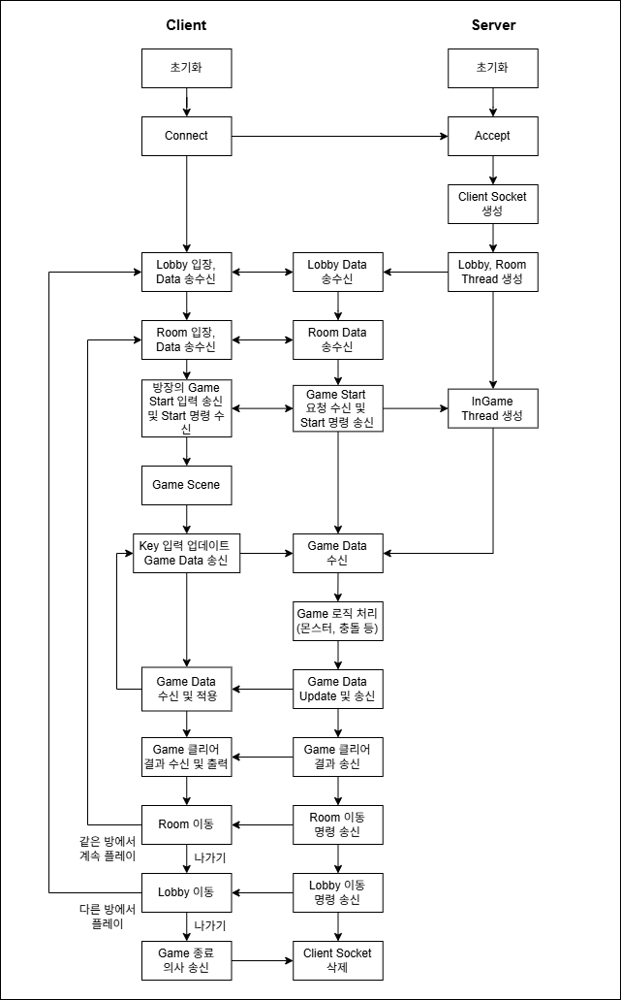 Client
Server
초기화
초기화
Connect
Accept
Client Socket
생성
Lobby 입장,
Data 송수신
Lobby Data
송수신
Lobby, Room
Thread 생성
Room 입장,
Data 송수신
Room Data
송수신
방장의 Game
Start 입력 송신
및 Start 명령 수
신
Game Start
요청 수신 및
Start 명령 송신
InGame
Thread 생성
Game Scene
Key 입력 업데이트
Game Data 송신
Game Data
수신
Game 로직 처리
(몬스터, 충돌 등)
Game Data
수신 및 적용
Game Data
Update 및 송신
Game 클리어
결과 수신 및 출력
Game 클리어
결과 송신
Room 이동
Room 이동
명령 송신
같은 방에서
계속 플레이
나가기
Lobby 이동
Lobby 이동
명령 송신
다른 방에서
플레이
나가기
Game 종료
의사 송신
Client Socket
삭제